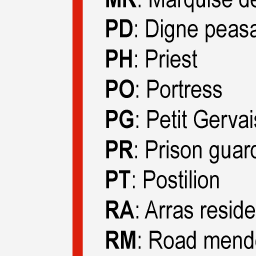 MR: Marquise de
PD: Digne peasa
PH: Priest
PO: Portress
PG: Petit Gervais
PR: Prison guard
PT: Postilion
RA: Arras reside
RM: Road mende